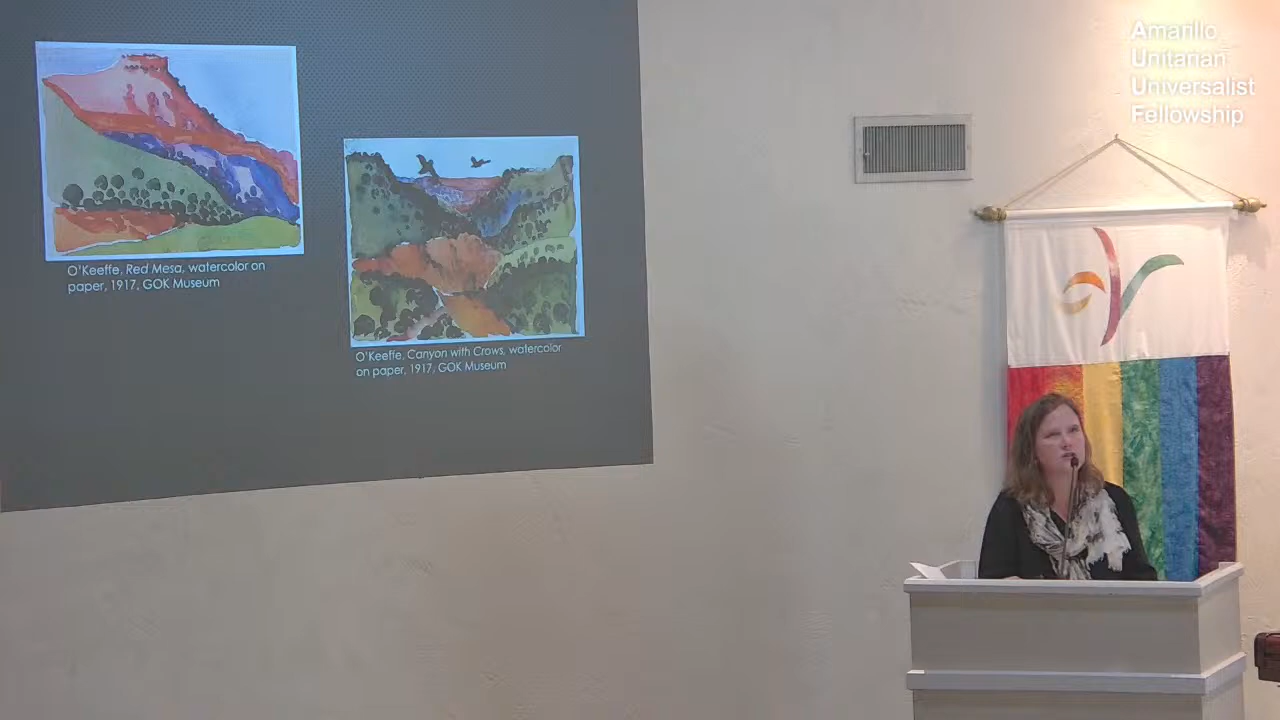 O'Keeffe, Red Mesa, watercolor on
paper, 1917, GOK Museum
O'Keeffe, Canyon with Crows, watercolor
on paper, 1917, GOK Museum
Amarillo
Unitarian
Universalist
Fellowship